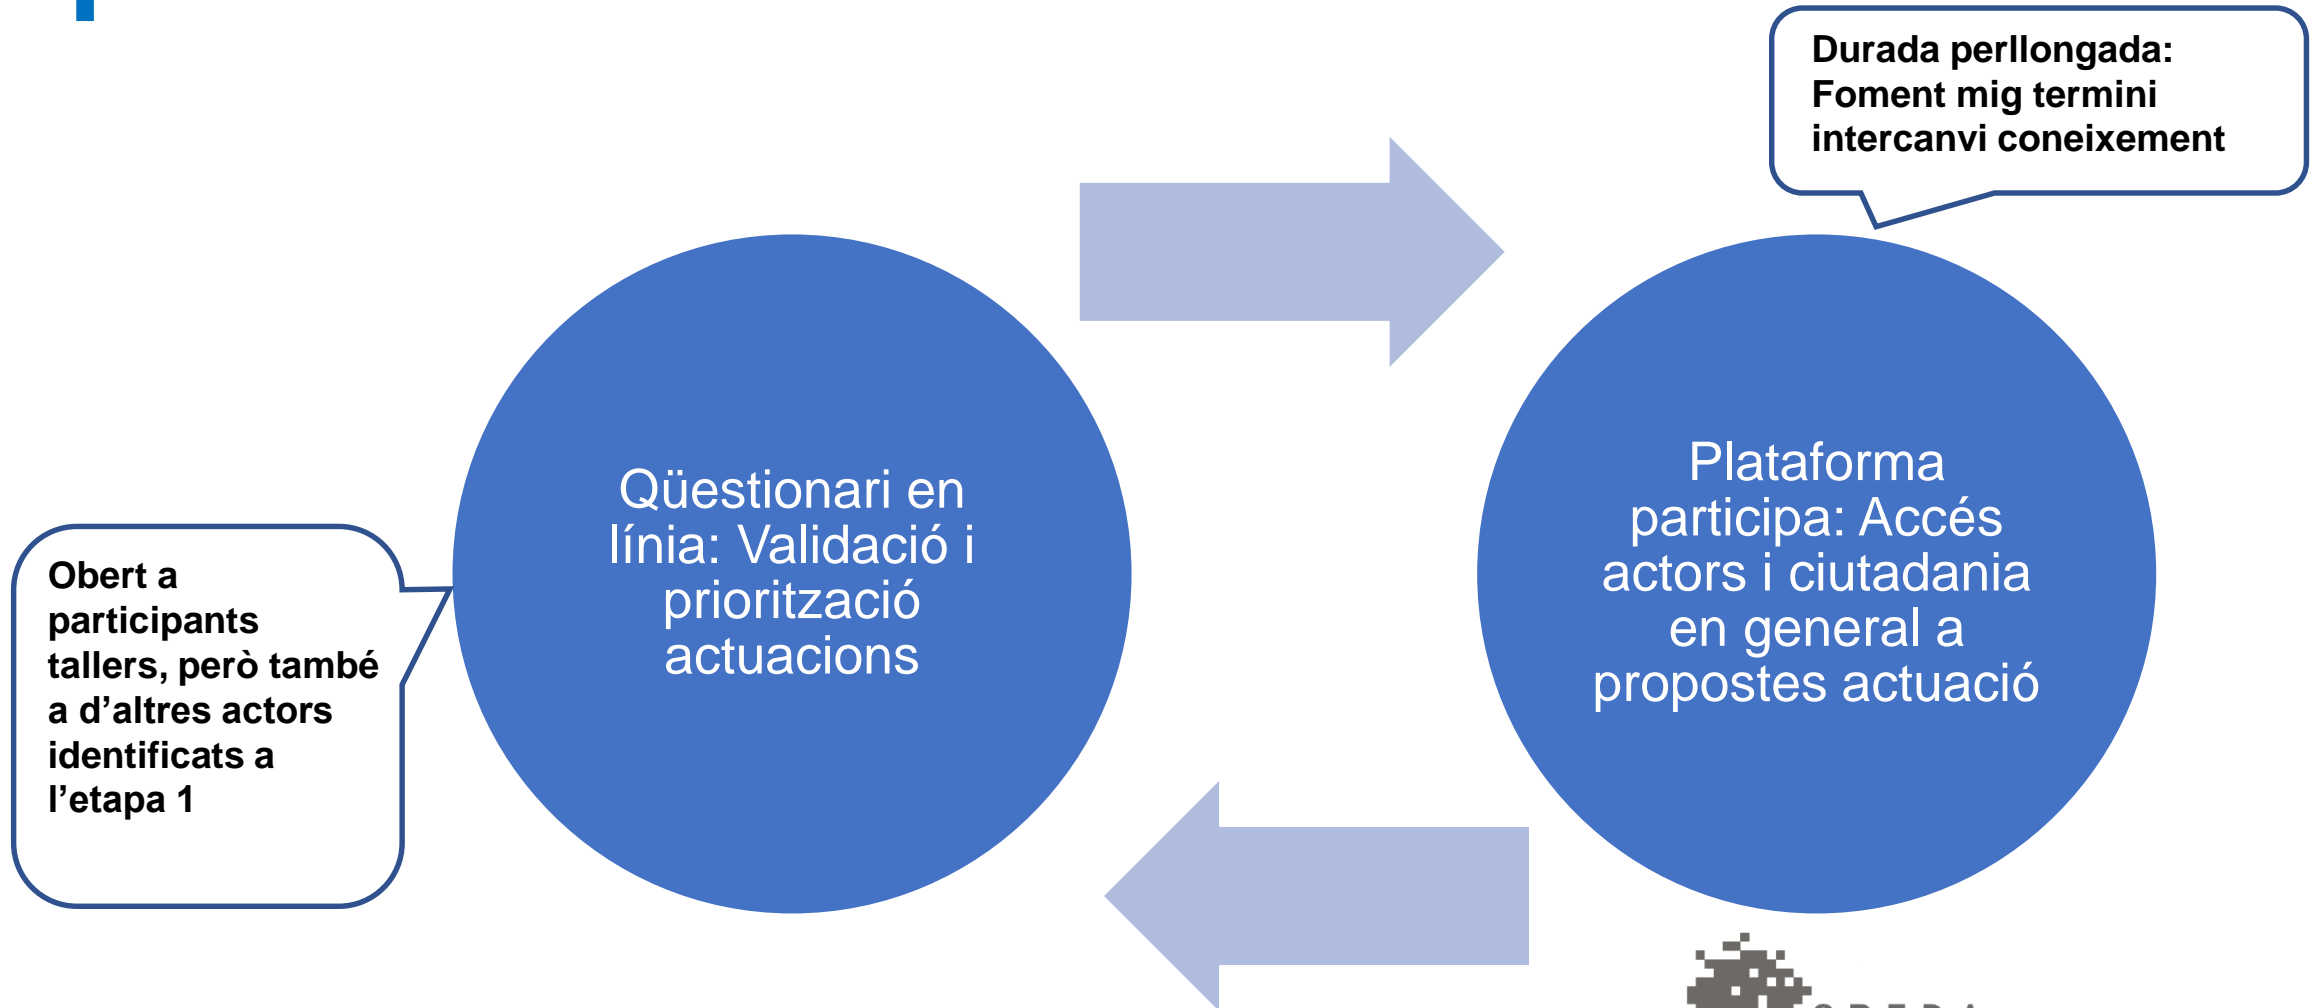 Durada perllongada:
Foment mig termini
intercanvi coneixement
Qüestionari en
línia: Validació i
priorització
actuacions
Plataforma
participa: Accés
actors i ciutadania
en general a
propostes actuació
Obert a
participants
tallers, però també
a d’altres actors
identificats a
l’etapa 1